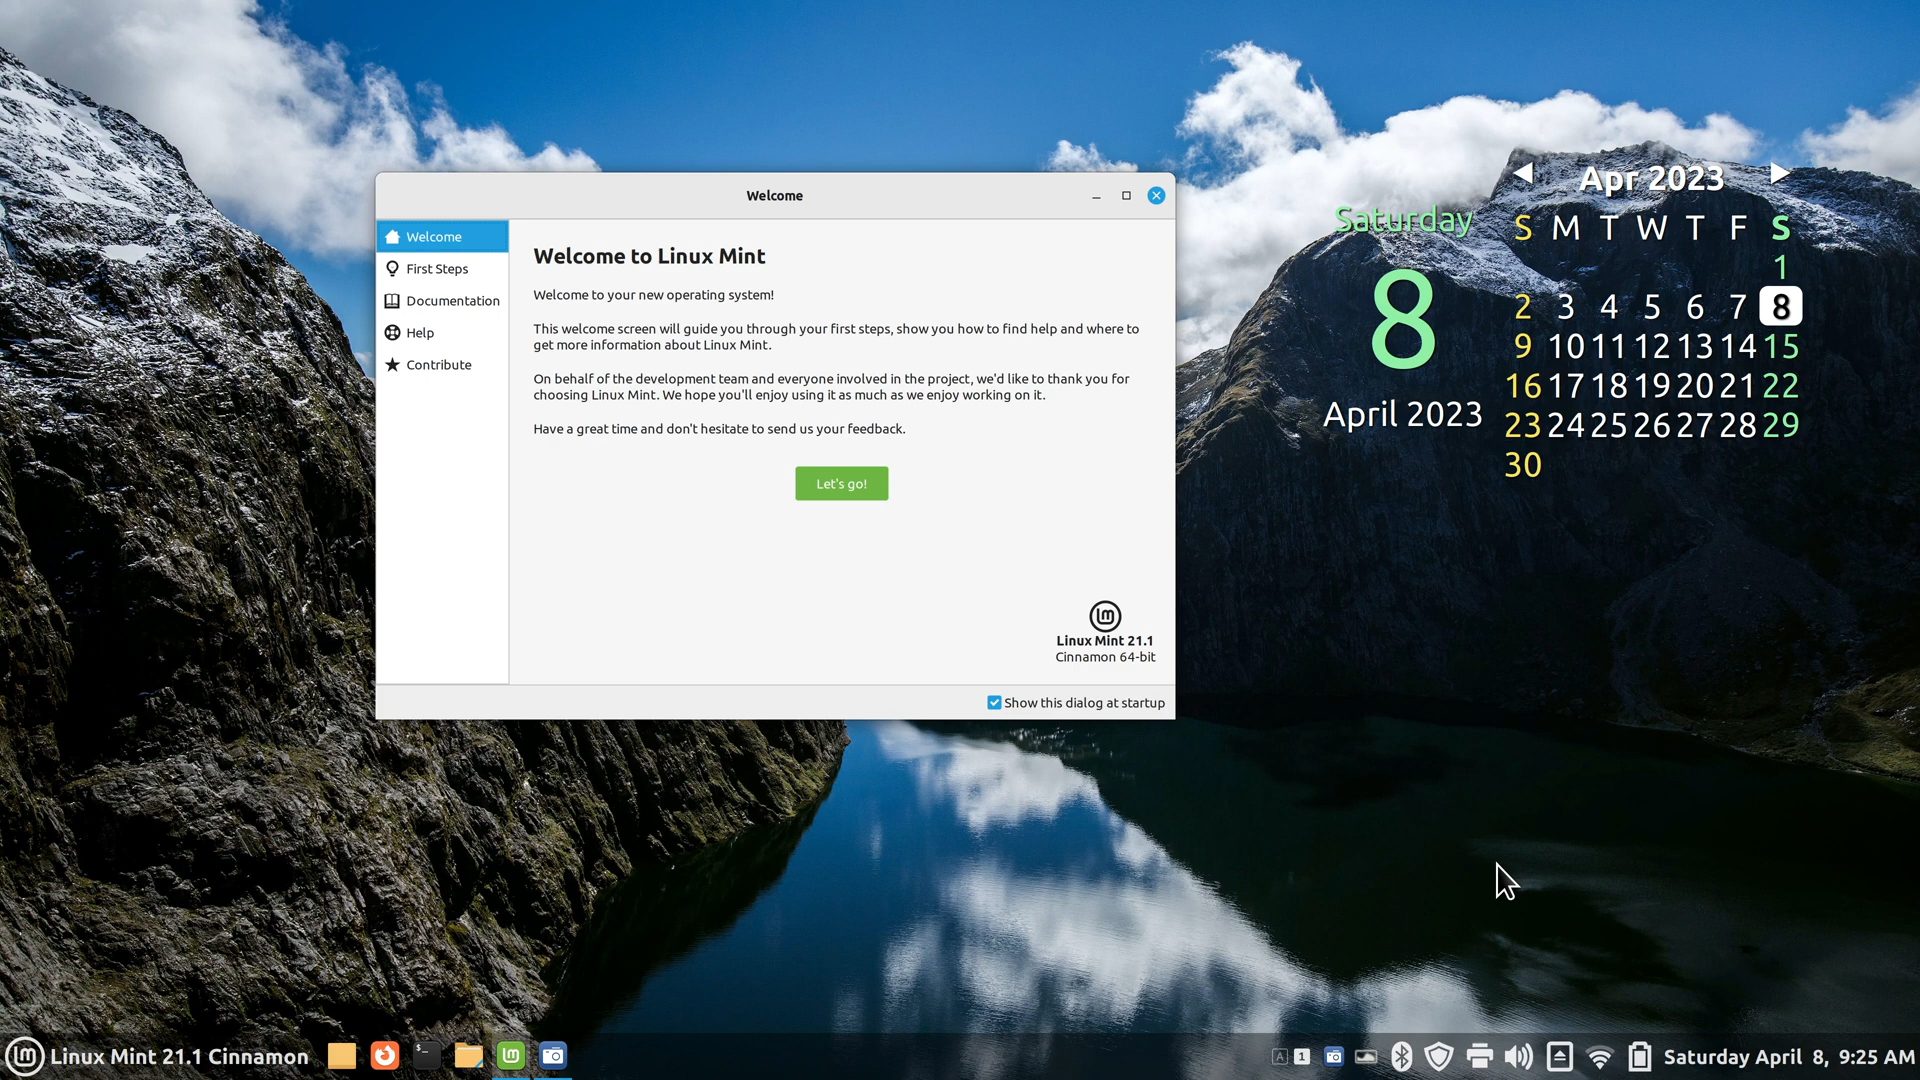 Welcome
Welcome
First Steps
Documentation
Help
Contribute
Welcome to Linux Mint
Welcome to your new operating system!
This welcome screen will guide you through your first steps, show you how to find help and where to
get more information about Linux Mint.
On behalf of the development team and everyone involved in the project, we'd like to thank you for
choosing Linux Mint. We hope you'll enjoy using it as much as we enjoy working on it.
Have a great time and don't hesitate to send us your feedback.
Let's go!
Linux Mint 21.1
Cinnamon 64-bit
Show this dialog at startup
Saturday
8
April 2023
Apr 2023
S M T W T F S
1
2 3 4 5 6 7 8
9 10 11 12 13 14 15
16 17 18 19 20 21 22
23 24 25 26 27 28 29
30
Linux Mint 21.1 Cinnamon
A 1
Saturday April 8, 9:25 AM